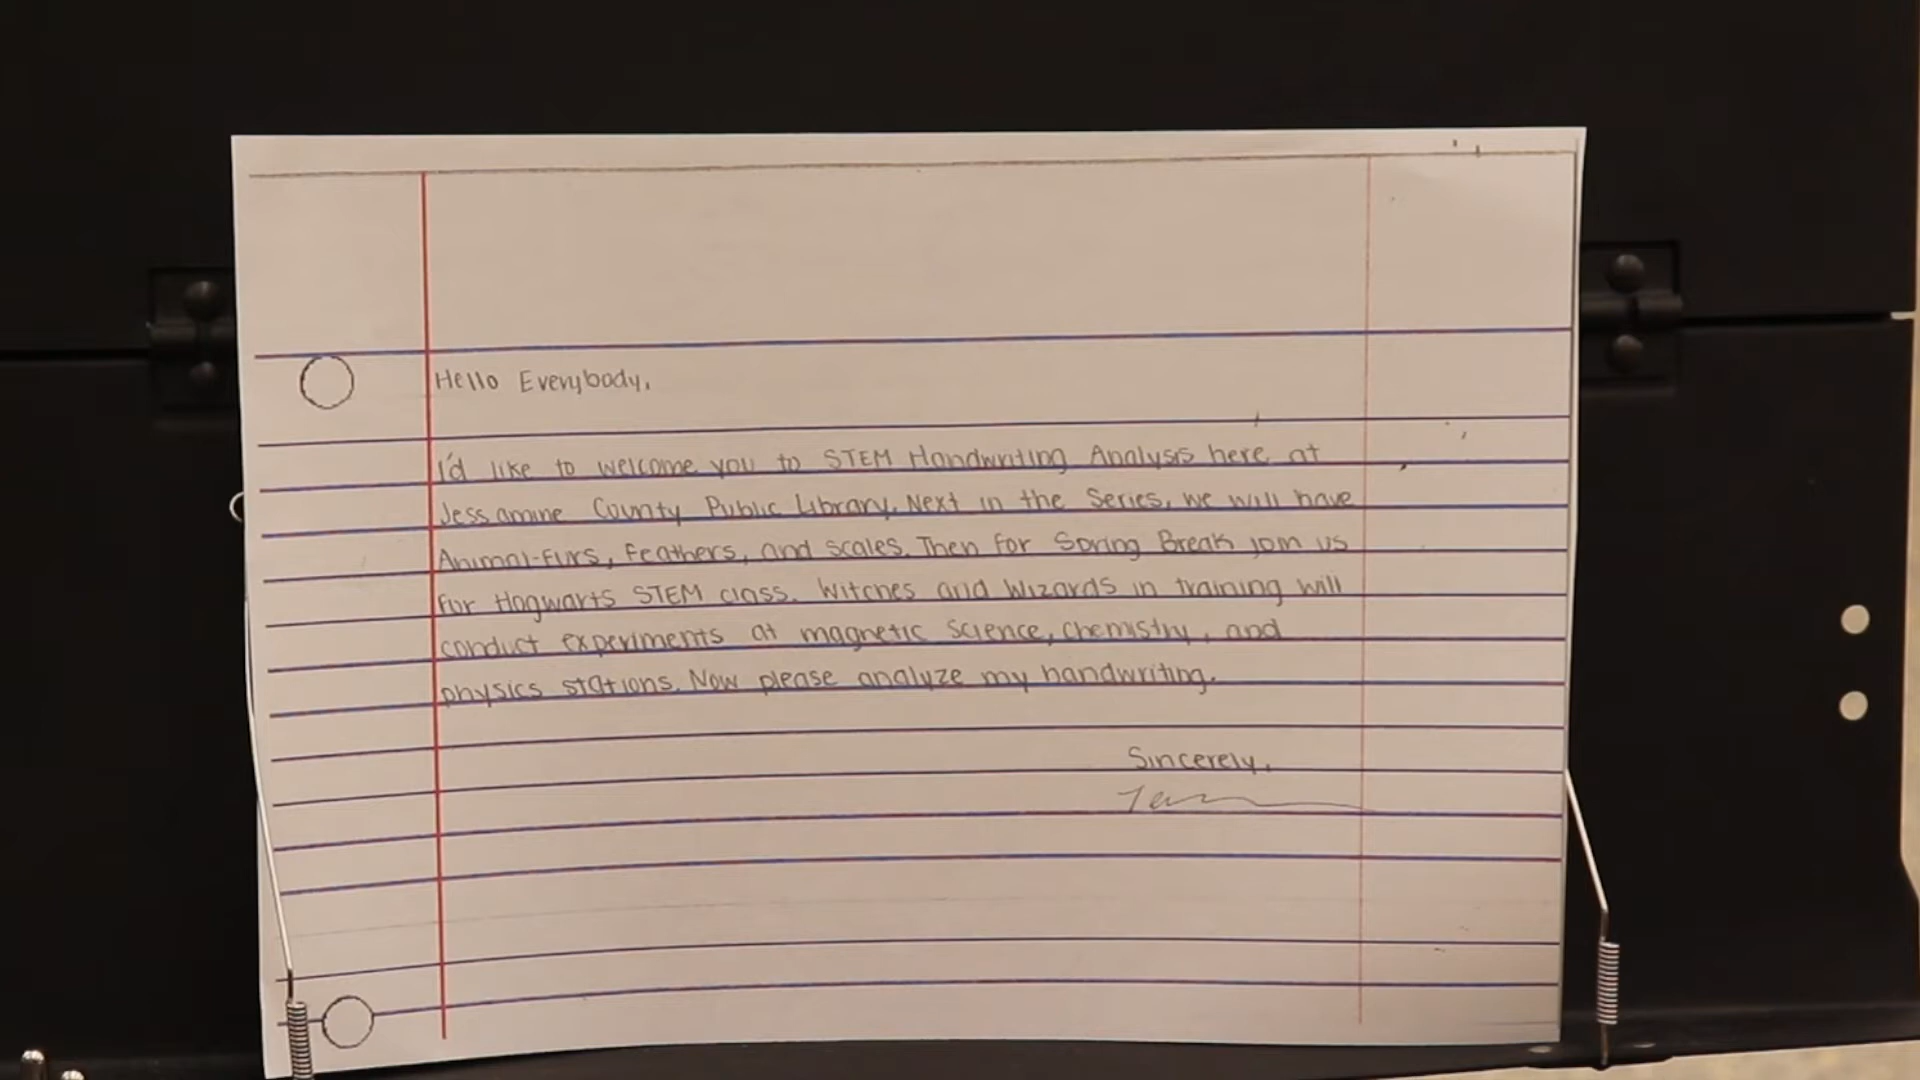 Hello Everybody,
I'd like to welcome you to STEM Handwriting Analysis here at
Jessamine County Public Library. Next in the Series, we will have
Animal-Furs, Feathers, and scales. Then for Spring Break join us
for Hogwarts STEM class. Witches and Wizards in training will
conduct experiments at magnetic science, chemistry, and
physics stations. Now please analyze my handwriting.
Sincerely,